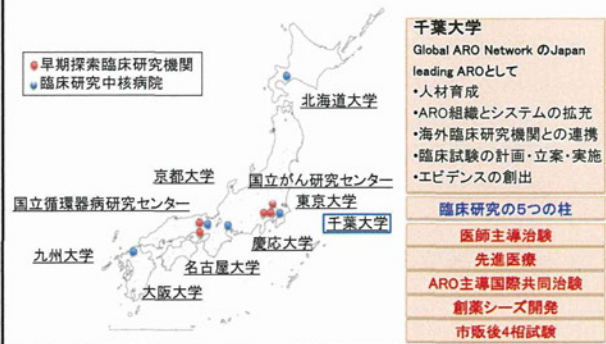 早期探索臨床研究機関
臨床研究中核病院
北海道大学
京都大学
国立がん研究センター
国立循環器病研究センター
東京大学
千葉大学
九州大学
慶応大学
名古屋大学
大阪大学
千葉大学
Global ARO Network のJapan
leading AROとして
・人材育成
・ARO組織とシステムの拡充
・海外臨床研究機関との連携
・臨床試験の計画・立案・実施
・エビデンスの創出
臨床研究の5つの柱
医師主導治験
先進医療
ARO主導国際共同治験
創薬シーズ開発
市販後4相試験